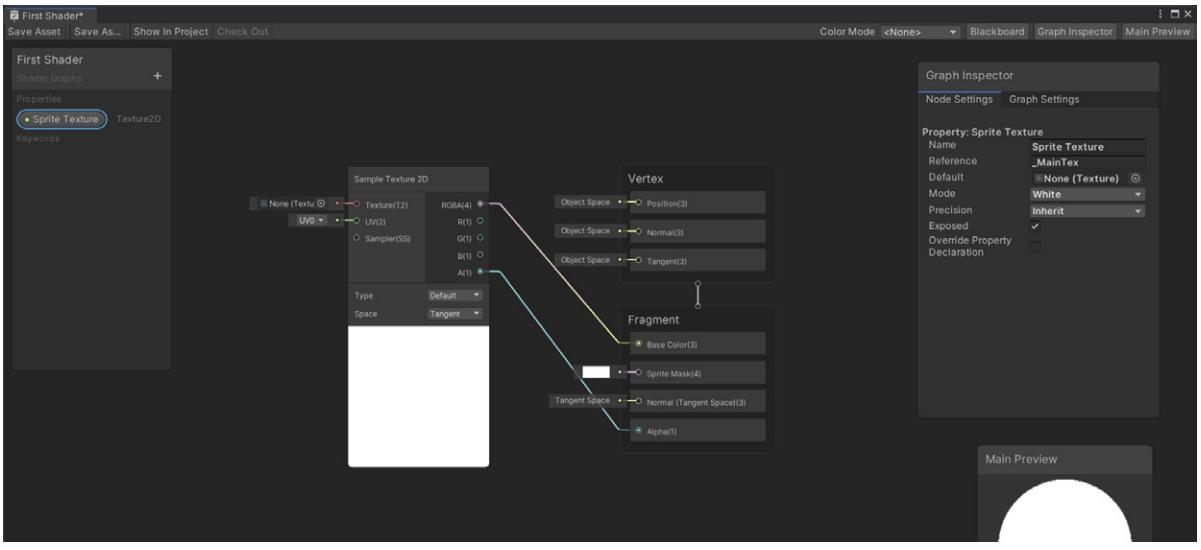 First Shader*
Save Asset Save As... Show In Project Check Out Color Mode <None> Blackboard Graph Inspector Main Preview
First Shader
Shader Graphs +
Properties
Sprite Texture Texture2D
Keywords
Sample Texture 2D
None (Textu Texture(T2) RGBA(4)
UV0 UV(2) R(1)
Sampler(SS) G(1)
B(1)
A(1)
Type Default
Space Tangent
Vertex
Object Space Position(3)
Object Space Normal(3)
Object Space Tangent(3)
Fragment
Base Color(3)
Sprite Mask(4)
Tangent Space Normal (Tangent Space)(3)
Alpha(1)
Graph Inspector
Node Settings Graph Settings
Property: Sprite Texture
Name Sprite Texture
Reference _MainTex
Default None (Texture)
Mode White
Precision Inherit
Exposed
Override Property
Declaration
Main Preview